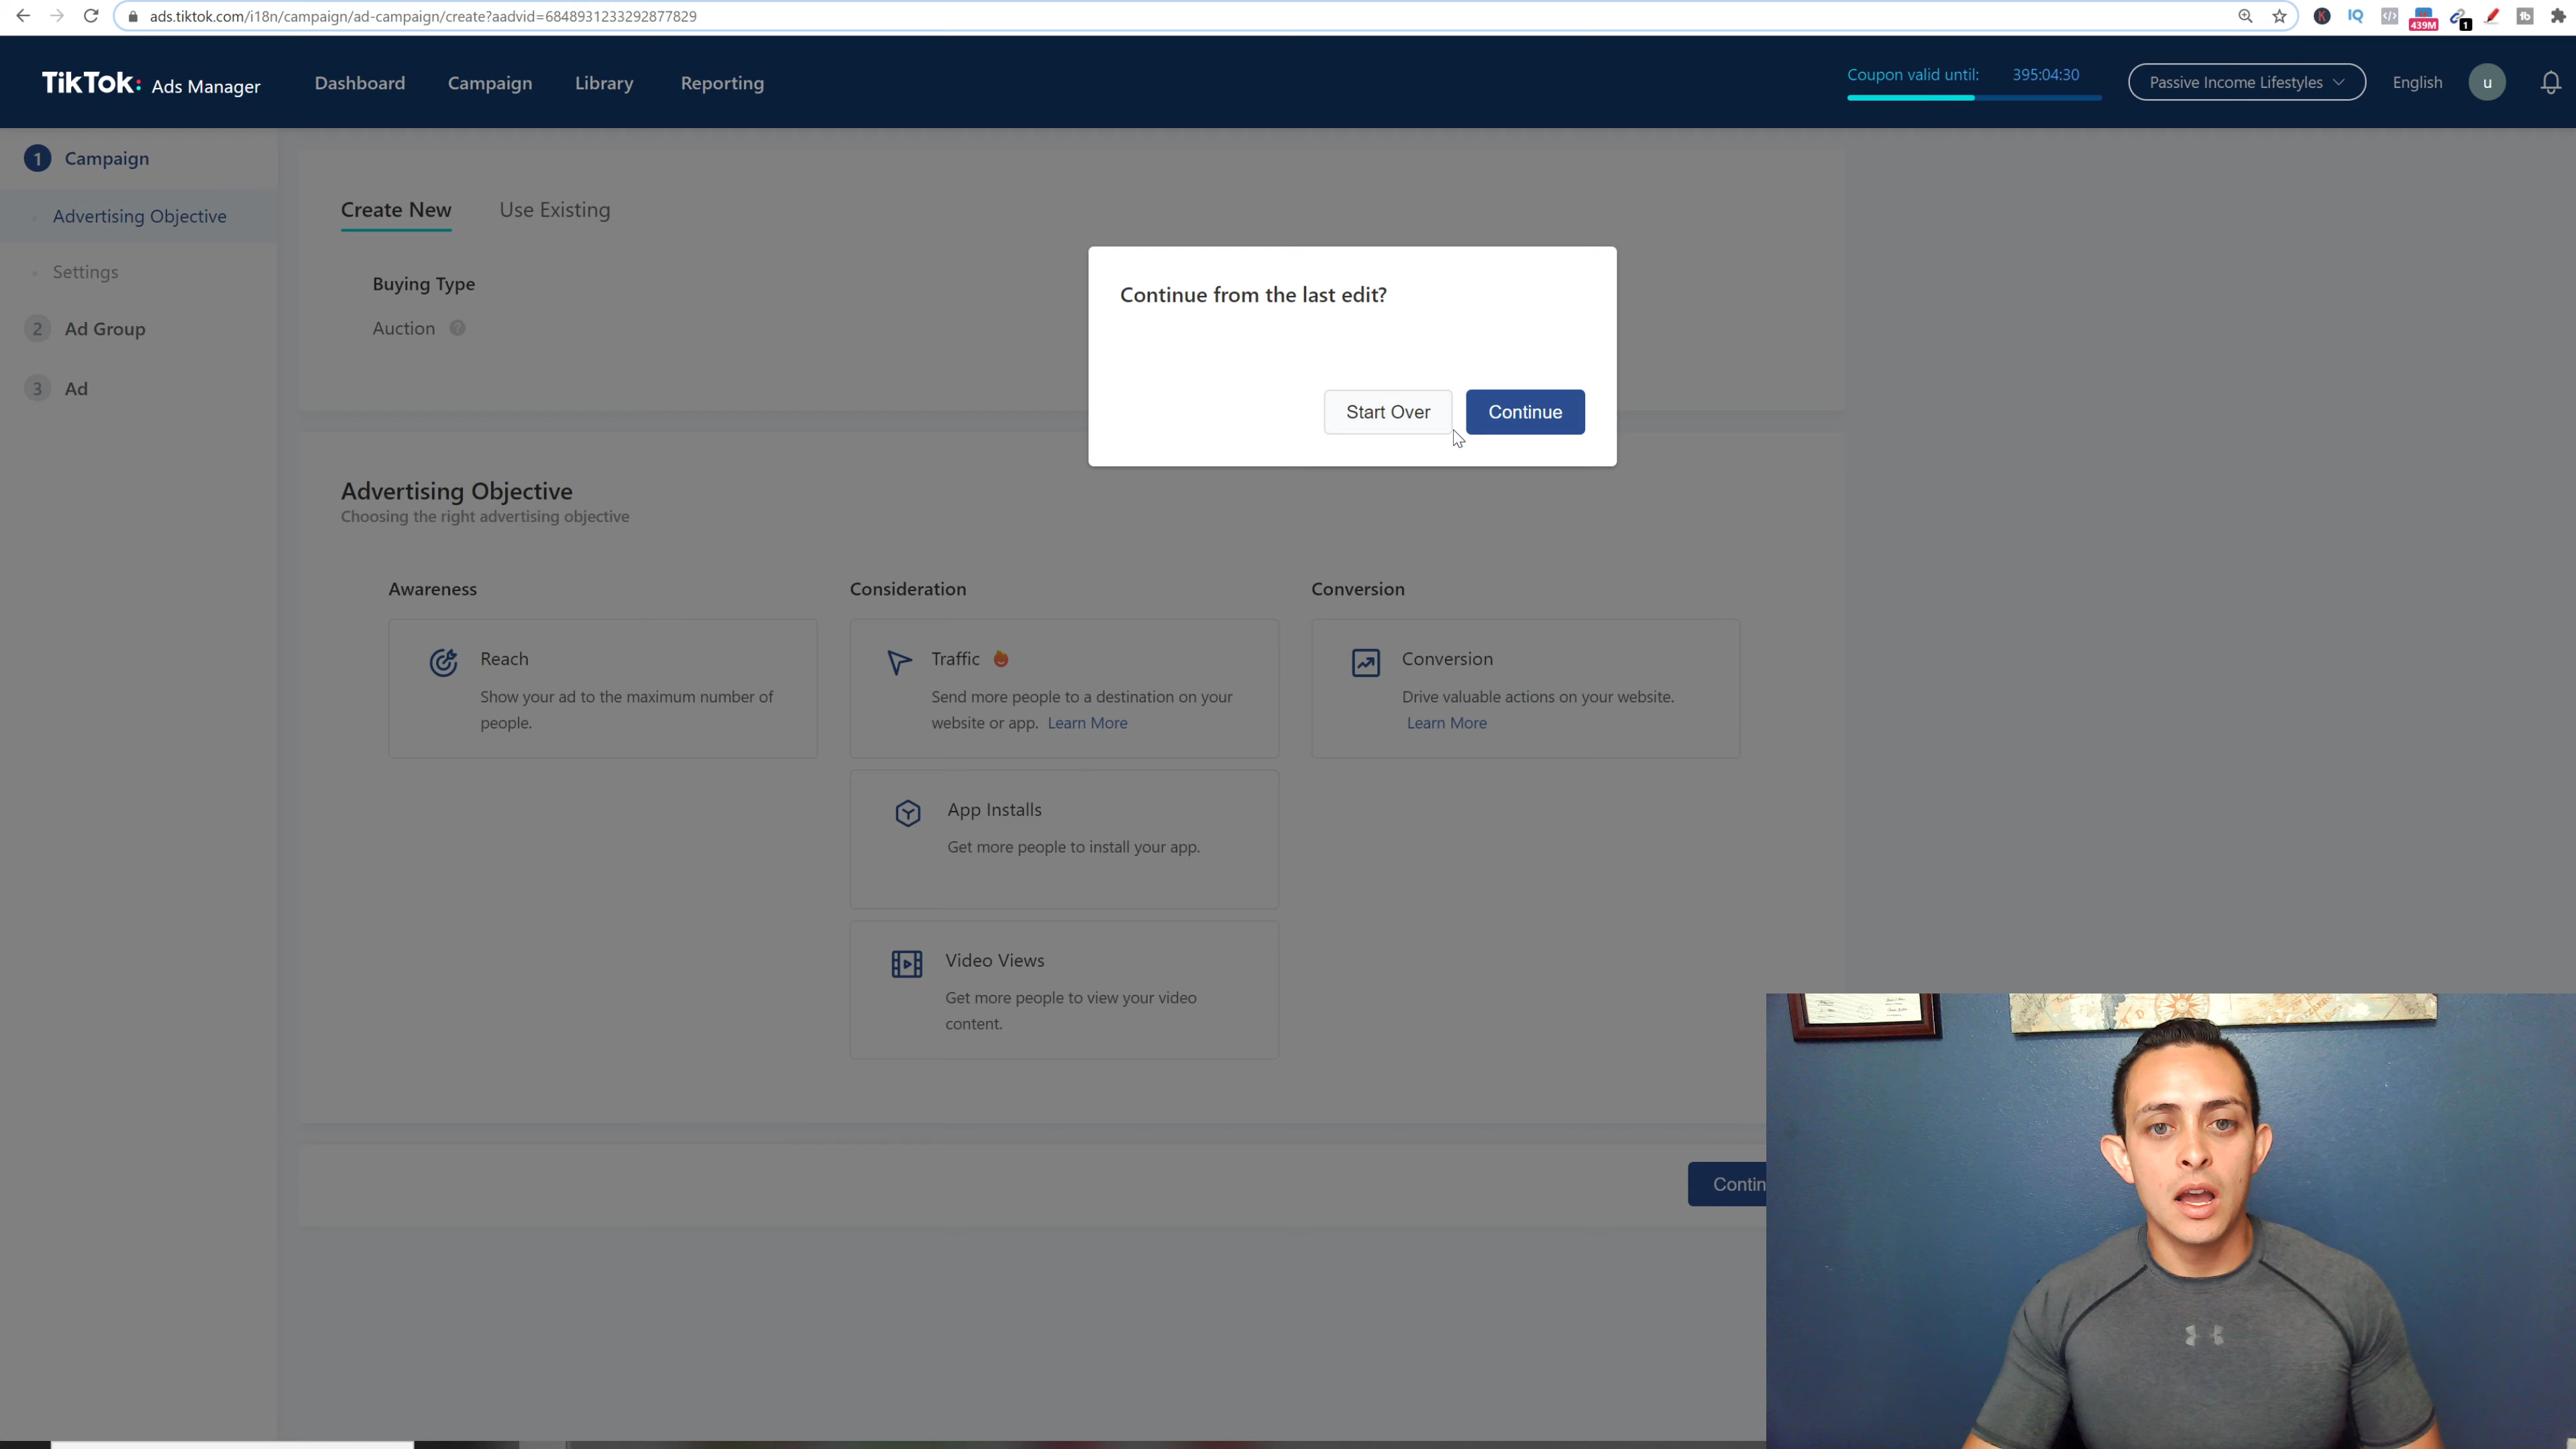 ads.tiktok.com/i18n/campaign/ad-campaign/create?aadvid=6848931233292877829
K
IQ
439M
1
TikTok: Ads Manager
Dashboard
Campaign
Library
Reporting
Coupon valid until: 395:04:30
Passive Income Lifestyles
English
u
1 Campaign
Advertising Objective
Settings
2 Ad Group
3 Ad
Create New
Use Existing
Buying Type
Auction ?
Continue from the last edit?
Start Over
Continue
Advertising Objective
Choosing the right advertising objective
Awareness
Reach
Show your ad to the maximum number of
people.
Consideration
Traffic
Send more people to a destination on your
website or app. Learn More
App Installs
Get more people to install your app.
Video Views
Get more people to view your video
content.
Conversion
Conversion
Drive valuable actions on your website.
Learn More
Contin